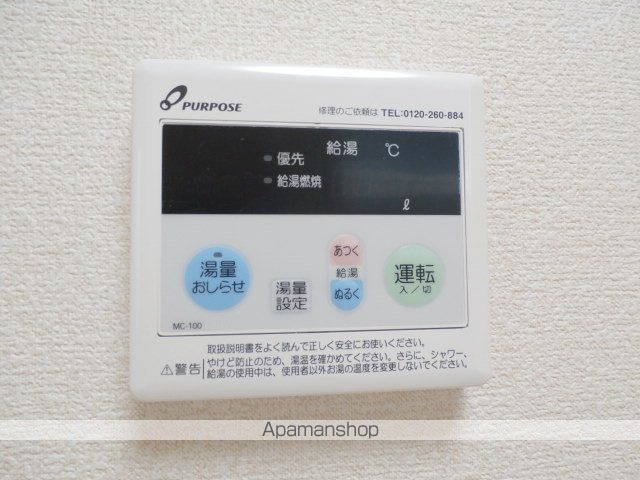 PURPOSE
修理のご依頼は TEL:0120-260-884
給湯 ℃
優先
給湯燃焼
ℓ
湯量
おしらせ
湯量
設定
あつく
給湯
ぬるく
運転
入/切
MC-100
取扱説明書をよく読んで正しく安全にお使いください。
⚠警告 やけど防止のため、湯温を確かめてください。さらに、シャワー、
給湯の使用中は、使用者以外お湯の温度を変更しないでください。
Apamanshop